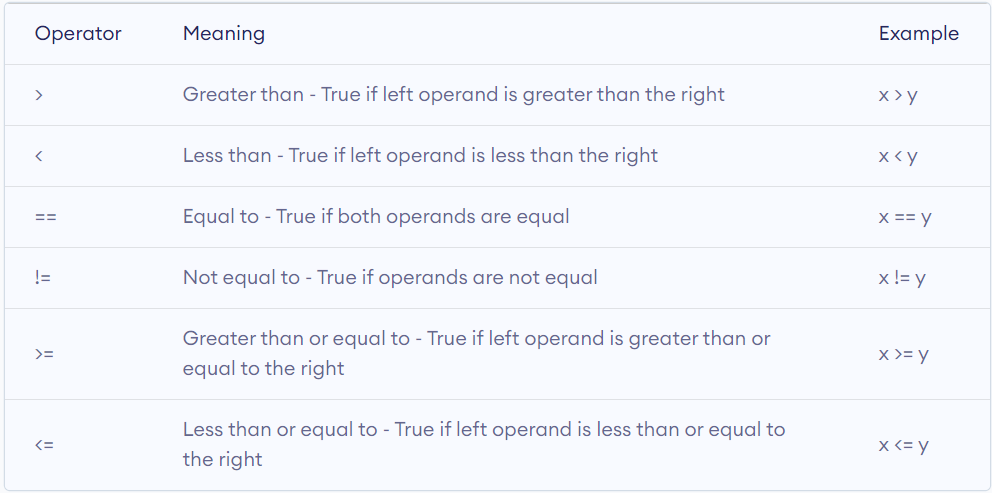 Operator Meaning Example
> Greater than - True if left operand is greater than the right x > y
< Less than - True if left operand is less than the right x < y
== Equal to - True if both operands are equal x == y
!= Not equal to - True if operands are not equal x != y
>= Greater than or equal to - True if left operand is greater than or x >= y
equal to the right
<= Less than or equal to - True if left operand is less than or equal to x <= y
the right